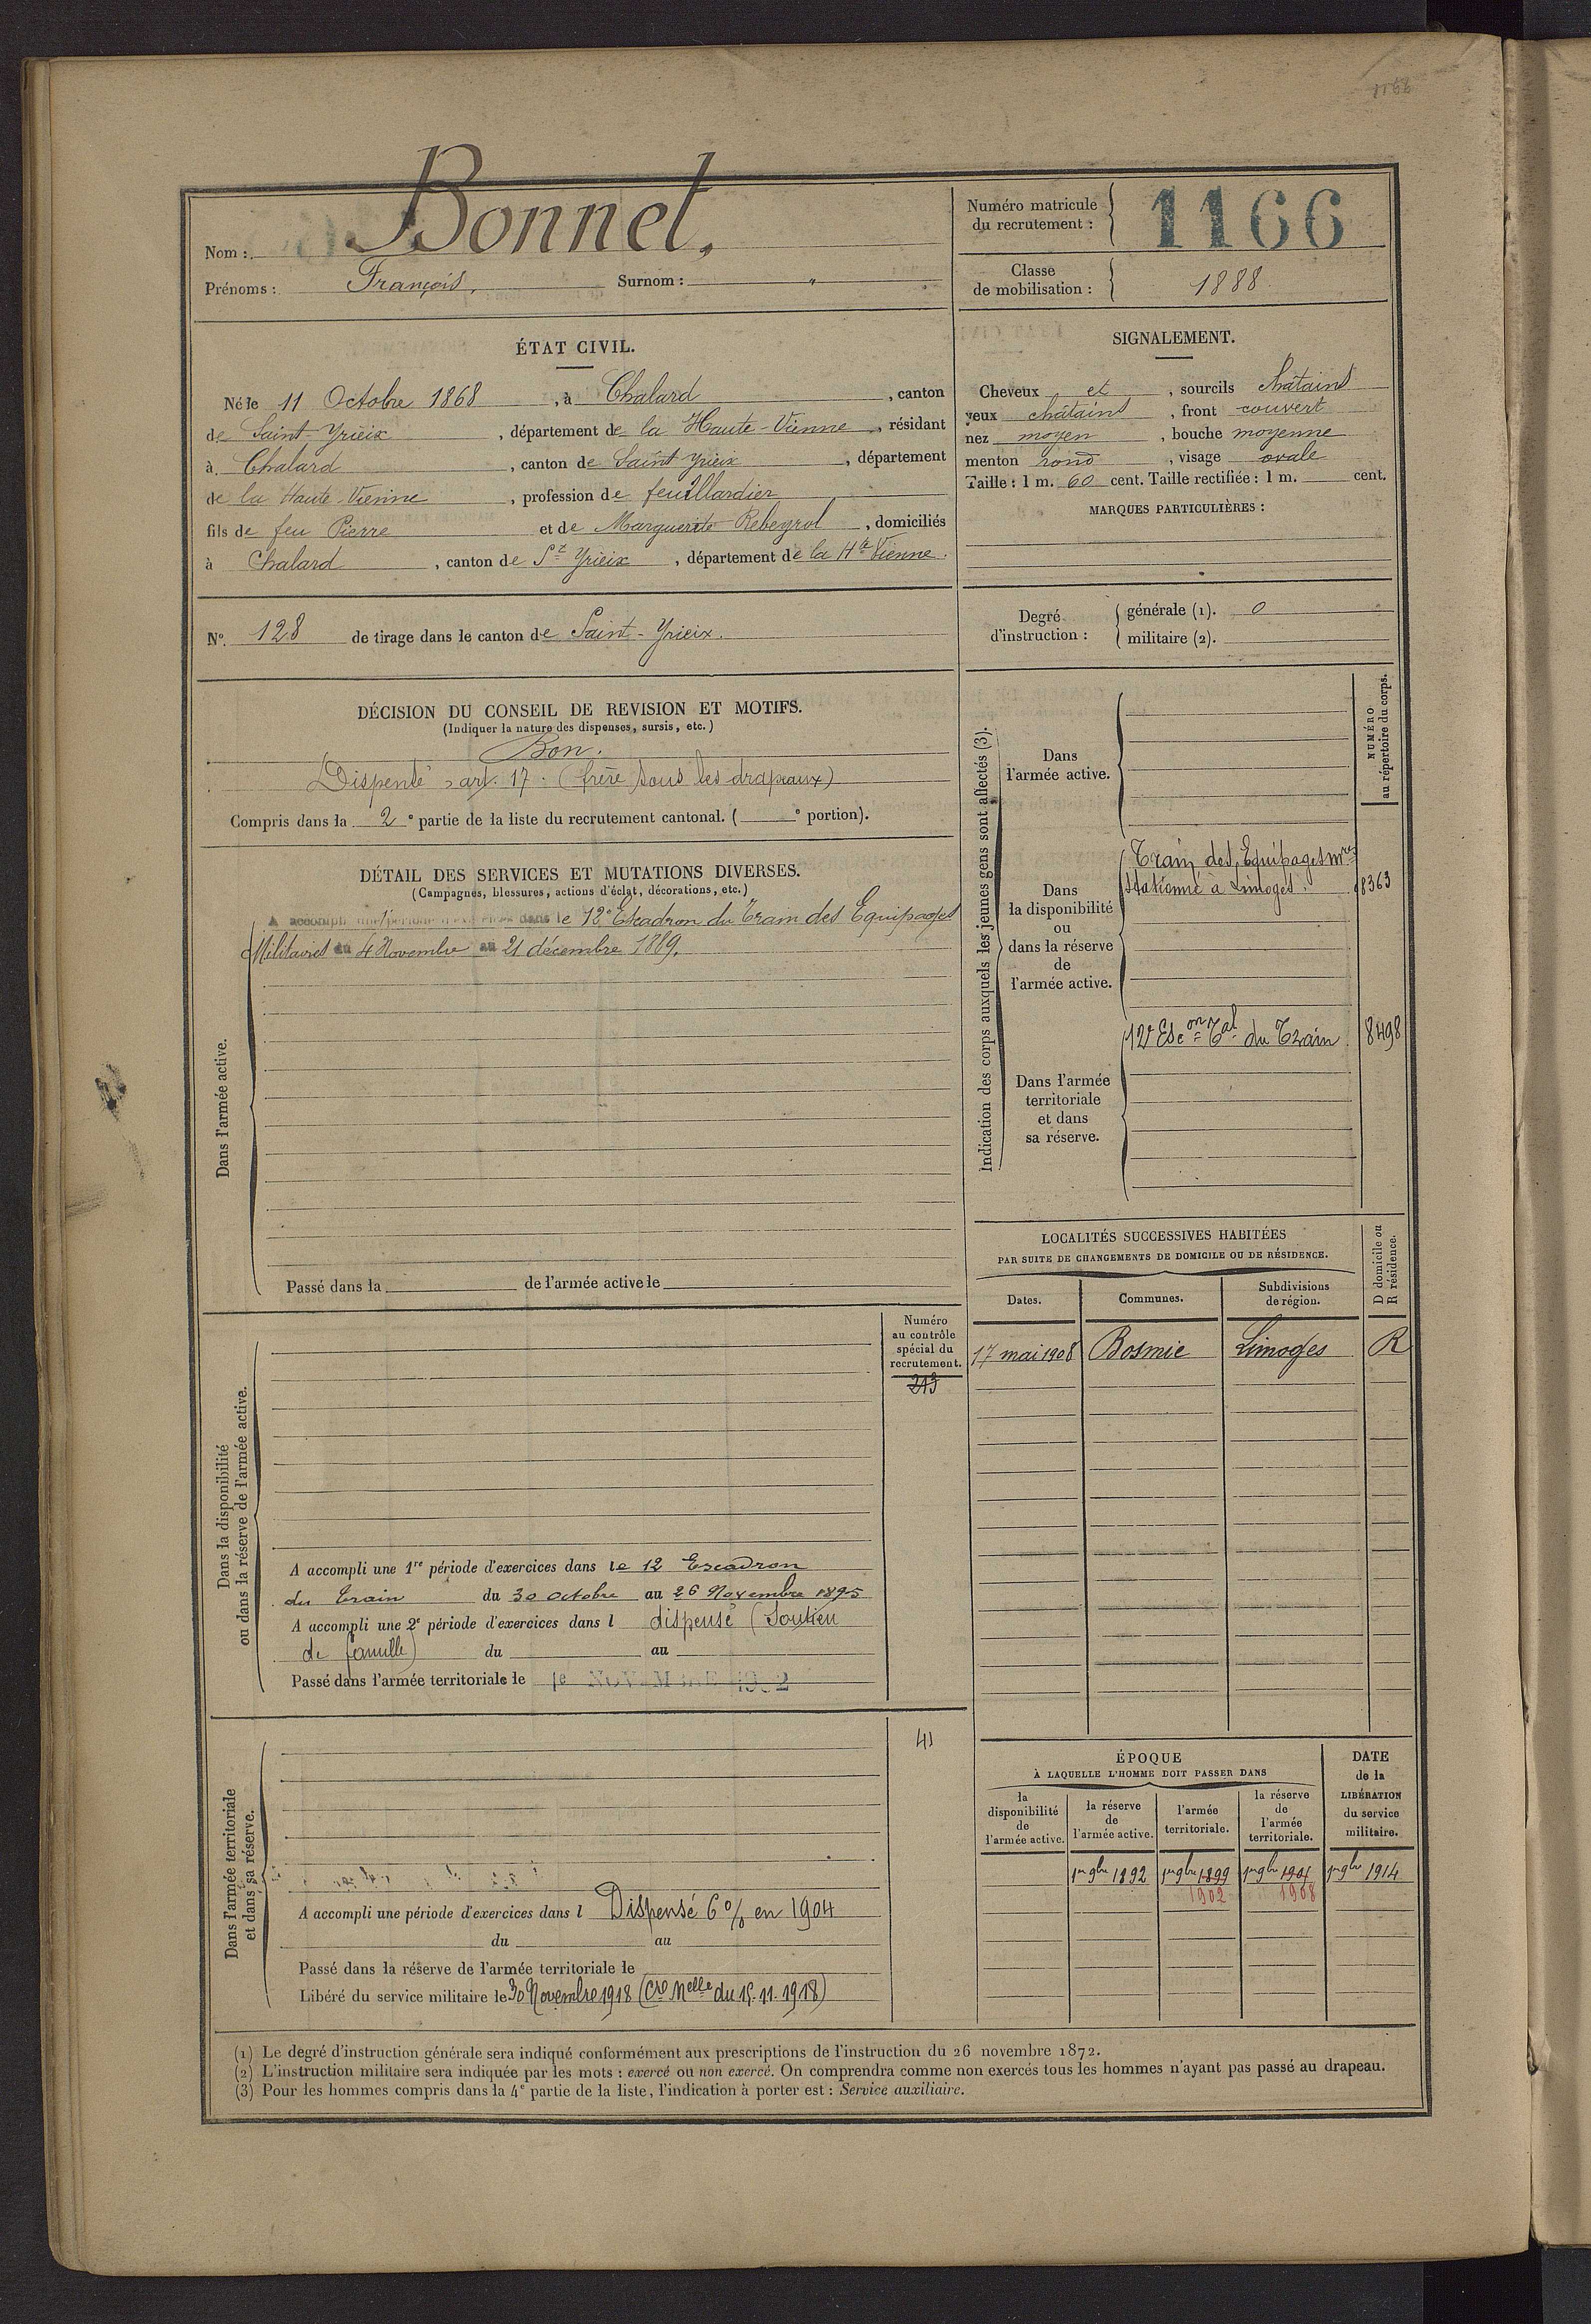 1166
Nom : Bonnet,
Prénoms : François, Surnom : "
Numéro matricule
du recrutement : 1166
Classe
de mobilisation : 1888
ÉTAT CIVIL.
Né le 11 Octobre 1868, à Chalard, canton
de Saint-Yrieix, département de la Haute-Vienne, résidant
à Chalard, canton de Saint Yrieix, département
de la Haute Vienne, profession de feuillardier
fils de feu Pierre et de Marguerite Rebeyrol, domiciliés
à Chalard, canton de St Yrieix, département de la Hte Vienne.
N° 128 de tirage dans le canton de Saint-Yrieix.
SIGNALEMENT.
Cheveux et, sourcils châtains
yeux châtains, front couvert
nez moyen, bouche moyenne
menton rond, visage ovale
Taille : 1 m. 60 cent. Taille rectifiée : 1 m. cent.
MARQUES PARTICULIÈRES :
Degré
d'instruction :
générale (1). 0
militaire (2).
DÉCISION DU CONSEIL DE REVISION ET MOTIFS.
(Indiquer la nature des dispenses, sursis, etc.)
Bon.
Dispensé art. 17. (frère sous les drapeaux)
Compris dans la 2e partie de la liste du recrutement cantonal. ( e portion).
DÉTAIL DES SERVICES ET MUTATIONS DIVERSES.
(Campagnes, blessures, actions d'éclat, décorations, etc.)
Dans l'armée active.
A accompli une 1re période d'exercices dans le 12e Escadron du Train des Equipages
Militaires du 4 Novembre au 21 décembre 1889.
Passé dans la de l'armée active le
Indication des corps auxquels les jeunes gens sont affectés (3).
NUMÉRO
au répertoire du corps.
Dans
l'armée active.
Dans
la disponibilité
ou
dans la réserve
de
l'armée active.
Train des Equipages mres
Stationné à Limoges. 8363
Dans l'armée
territoriale
et dans
sa réserve.
12e Escon Tal du Train 8498
LOCALITÉS SUCCESSIVES HABITÉES
PAR SUITE DE CHANGEMENTS DE DOMICILE OU DE RÉSIDENCE.
Dates. Communes. Subdivisions
de région.
D domicile ou
R résidence.
17 mai 1908 Bosmie Limoges R
Dans la disponibilité
ou dans la réserve de l'armée active.
Numéro
au contrôle
spécial du
recrutement.
213
A accompli une 1re période d'exercices dans le 12 Escadron
du train du 30 octobre au 26 Novembre 1895
A accompli une 2e période d'exercices dans l dispensé (Soutien
de famille) du au
Passé dans l'armée territoriale le 1e NOVEMBRE 1902
Dans l'armée territoriale
et dans sa réserve.
41
A accompli une période d'exercices dans l Dispensé 6 % en 1904
du au
Passé dans la réserve de l'armée territoriale le
Libéré du service militaire le 30 Novembre 1918 (Cre Melle du 15.11.1918)
ÉPOQUE
À LAQUELLE L'HOMME DOIT PASSER DANS
la
disponibilité
de
l'armée active.
la réserve
de
l'armée active.
l'armée
territoriale.
la réserve
de
l'armée
territoriale.
DATE
de la
LIBÉRATION
du service
militaire.
1er 9bre 1892 1er 9bre 1899 1er 9bre 1904 1er 9bre 1914
1902 1908
(1) Le degré d'instruction générale sera indiqué conformément aux prescriptions de l'instruction du 26 novembre 1872.
(2) L'instruction militaire sera indiquée par les mots : exercé ou non exercé. On comprendra comme non exercés tous les hommes n'ayant pas passé au drapeau.
(3) Pour les hommes compris dans la 4e partie de la liste, l'indication à porter est : Service auxiliaire.